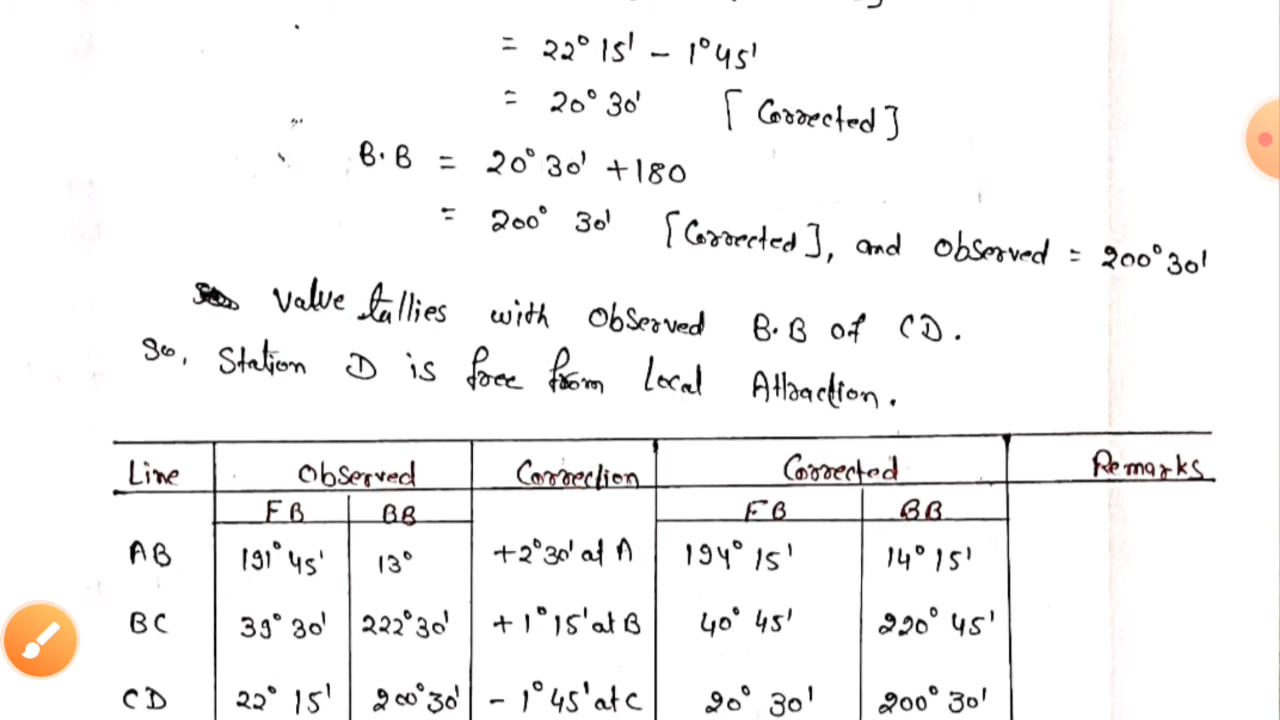 = 22° 15' - 1° 45'
= 20° 30' [Corrected]
B.B = 20° 30' + 180
= 200° 30' [Corrected], and observed = 200° 30'
Value tallies with observed B.B of CD.
So, Station D is free from Local Attraction.
Line Observed Correction Corrected Remarks
FB BB FB BB
AB 191° 45' 13° +2° 30' at A 194° 15' 14° 15'
BC 39° 30' 222° 30' +1° 15' at B 40° 45' 220° 45'
CD 22° 15' 200° 30' - 1° 45' at C 20° 30' 200° 30'